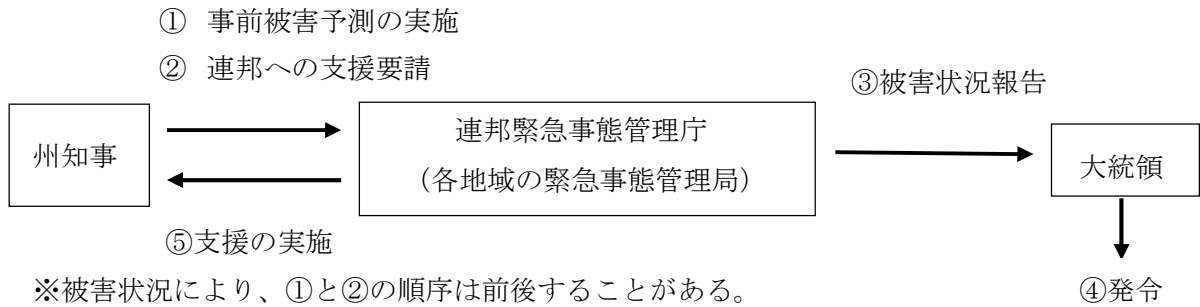 ① 事前被害予測の実施
② 連邦への支援要請
③被害状況報告
州知事
連邦緊急事態管理庁
（各地域の緊急事態管理局）
大統領
⑤支援の実施
※被害状況により、①と②の順序は前後することがある。
④発令